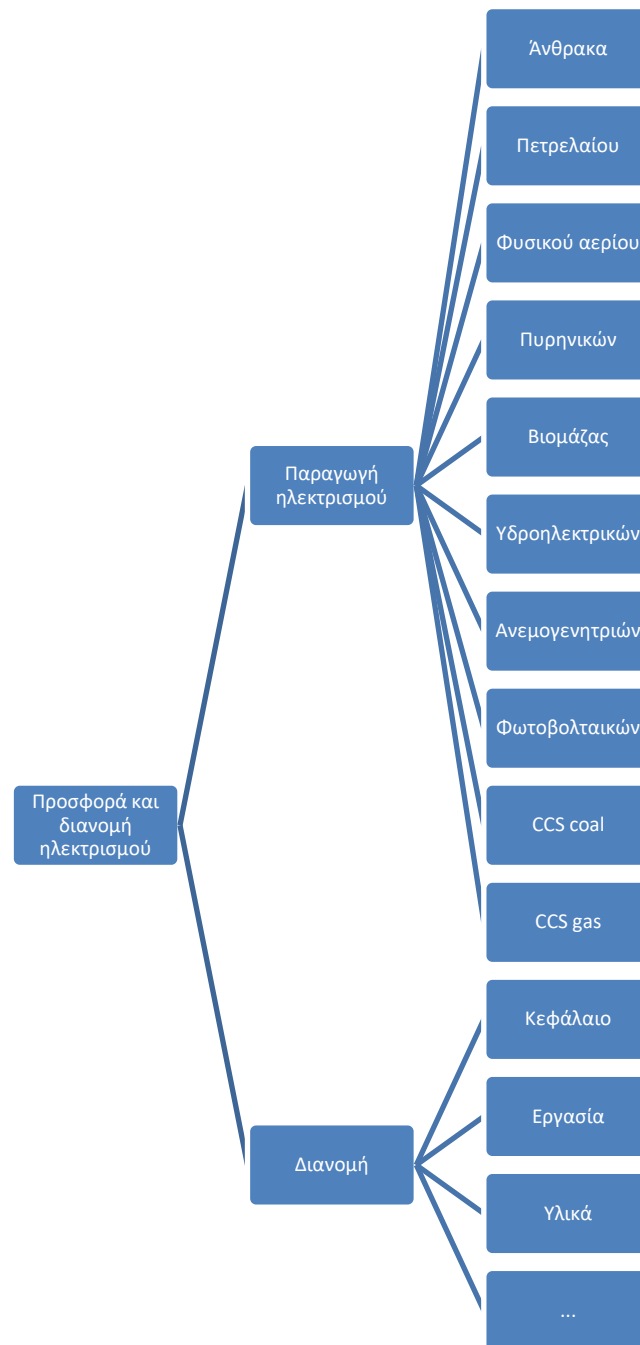 Άνθρακα
Πετρελαίου
Φυσικού αερίου
Πυρηνικών
Βιομάζας
Παραγωγή
ηλεκτρισμού
Υδροηλεκτρικών
Ανεμογενητριών
Φωτοβολταικών
Προσφορά και
διανομή
ηλεκτρισμού
CCS coal
CCS gas
Κεφάλαιο
Εργασία
Διανομή
Υλικά
...